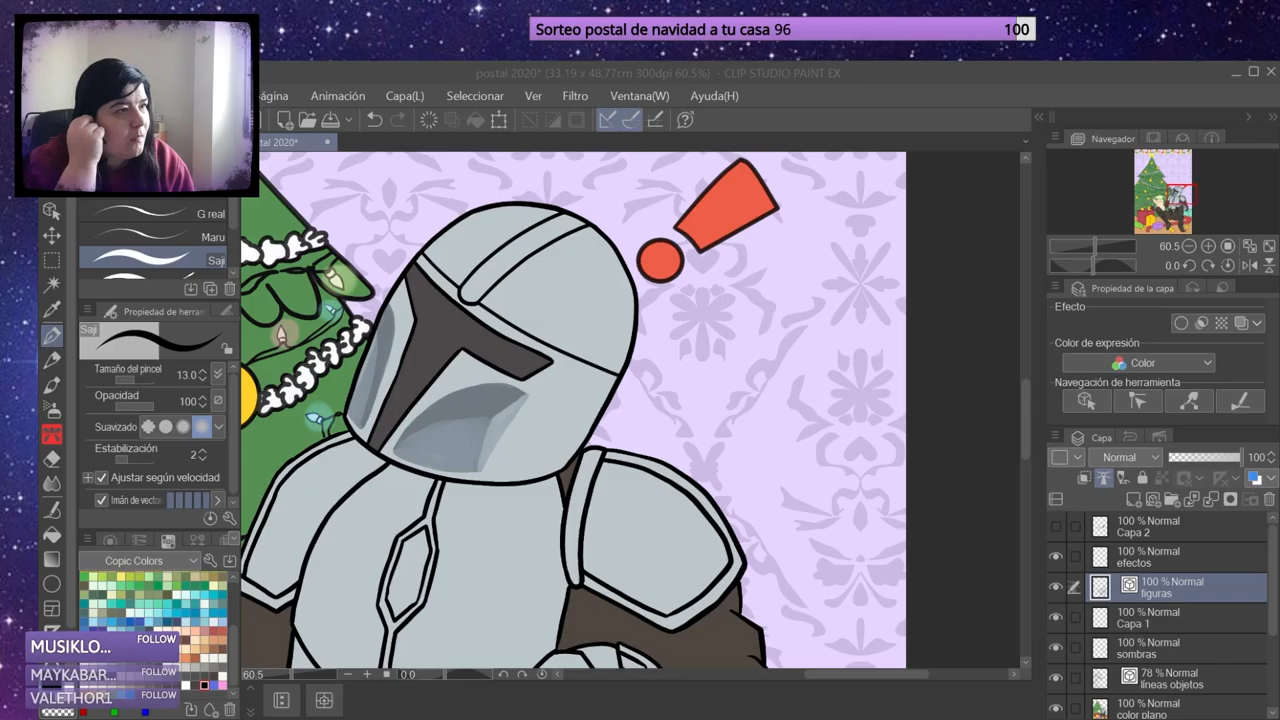 Sorteo postal de navidad a tu casa 96 100
postal 2020* (33.19 x 48.77cm 300dpi 60.5%) - CLIP STUDIO PAINT EX
ágina Animación Capa(L) Seleccionar Ver Filtro Ventana(W) Ayuda(H)
tal 2020*
Navegador
G real
Maru
Saji
60.5
0.0
Propiedad de la capa
Propiedad de herran
Efecto
Saji
Color de expresión
Color
Tamaño del pincel 13.0
Navegación de herramienta
Opacidad 100
Suavizado
Capa
Estabilización 2
Normal 100
Ajustar según velocidad
Imán de vector
100 % Normal
Capa 2
100 % Normal
efectos
Copic Colors
100 % Normal
figuras
100 % Normal
Capa 1
MUSIKLO... FOLLOW
100 % Normal
sombras
MAYKABAR... FOLLOW
60.5 0.0
78 % Normal
líneas objetos
VALETHOR1 FOLLOW
100 % Normal
color plano